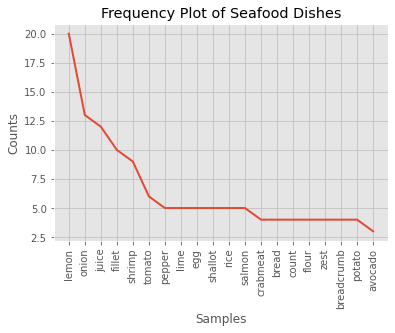 Frequency Plot of Seafood Dishes
20.0
17.5
15.0
12.5
10.0
7.5
5.0
2.5
Counts
lemon
onion
juice
fillet
shrimp
tomato
pepper
lime
egg
shallot
rice
salmon
crabmeat
bread
count
flour
zest
breadcrumb
potato
avocado
Samples